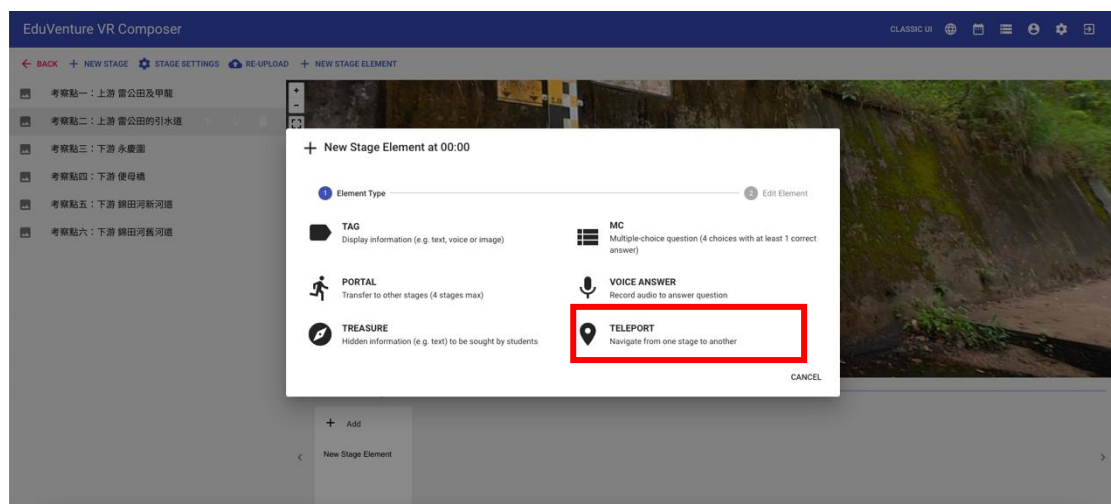 EduVenture VR Composer
CLASSIC UI
BACK
NEW STAGE
STAGE SETTINGS
RE-UPLOAD
NEW STAGE ELEMENT
考察點一：上游 雷公田及甲龍
考察點二：上游 雷公田的引水道
考察點三：下游 永慶圍
考察點四：下游 便母橋
考察點五：下游 錦田河新河道
考察點六：下游 錦田河舊河道
+ New Stage Element at 00:00
1 Element Type
2 Edit Element
TAG
Display information (e.g. text, voice or image)
MC
Multiple-choice question (4 choices with at least 1 correct
answer)
PORTAL
Transfer to other stages (4 stages max)
VOICE ANSWER
Record audio to answer question
TREASURE
Hidden information (e.g. text) to be sought by students
TELEPORT
Navigate from one stage to another
CANCEL
+ Add
New Stage Element